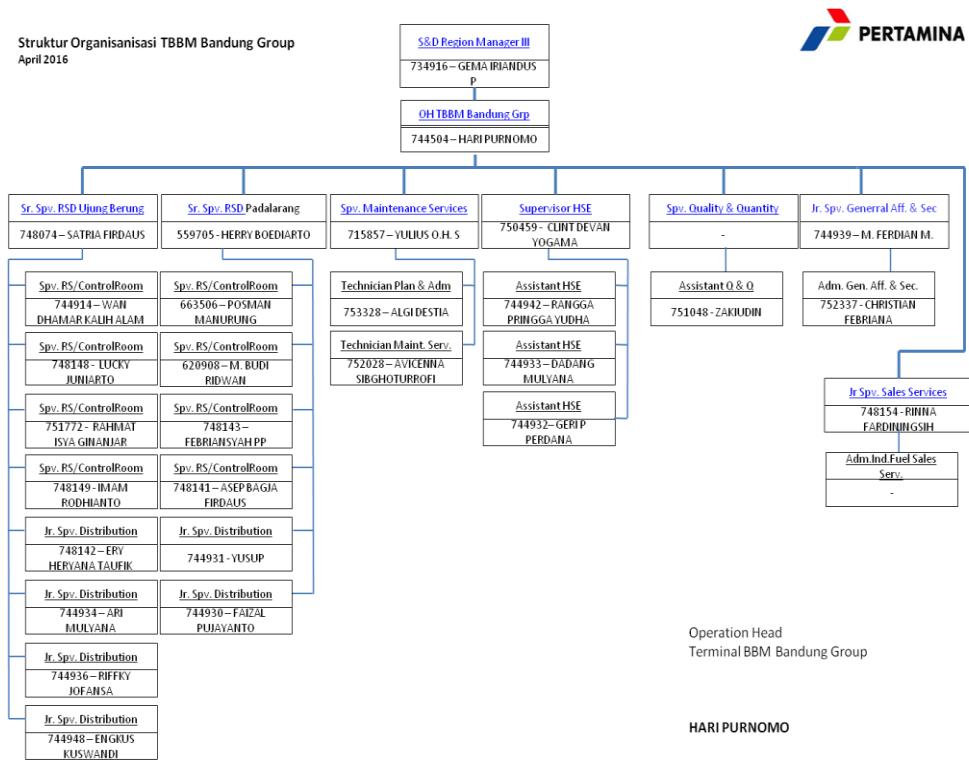 Struktur Organisanisasi TBBM Bandung Group
April 2016
PERTAMINA
S&D Region Manager III
734916 – GEMA IRIANDUS
P
OH TBBM Bandung Grp
744504 – HARI PURNOMO
Sr. Spv. RSD Ujung Berung
748074 – SATRIA FIRDAUS
Spv. RS/ControlRoom
744914 – WAN
DHAMAR KALIH ALAM
Spv. RS/ControlRoom
748148 - LUCKY
JUNIARTO
Spv. RS/ControlRoom
751772 - RAHMAT
ISYA GINANJAR
Spv. RS/ControlRoom
748149 - IMAM
RODHIANTO
Jr. Spv. Distribution
748142 – ERY
HERYANA TAUFIK
Jr. Spv. Distribution
744934 – ARI
MULYANA
Jr. Spv. Distribution
744936 – RIFFKY
JOFANSA
Jr. Spv. Distribution
744948 – ENGKUS
KUSWANDI
Sr. Spv. RSD Padalarang
559705 - HERRY BOEDIARTO
Spv. RS/ControlRoom
663506 – POSMAN
MANURUNG
Spv. RS/ControlRoom
620908 – M. BUDI
RIDWAN
Spv. RS/ControlRoom
748143 –
FEBRIANSYAH PP
Spv. RS/ControlRoom
748141 – ASEP BAGJA
FIRDAUS
Jr. Spv. Distribution
744931 - YUSUP
Jr. Spv. Distribution
744930 – FAIZAL
PUJAYANTO
Spv. Maintenance Services
715857 – YULIUS O.H. S
Technician Plan & Adm
753328 – ALGI DESTIA
Technician Maint. Serv.
752028 – AVICENNA
SIBGHOTURROFI
Supervisor HSE
750459 - CLINT DEVAN
YOGAMA
Assistant HSE
744942 – RANGGA
PRINGGA YUDHA
Assistant HSE
744933 – DADANG
MULYANA
Assistant HSE
744932– GERI P
PERDANA
Spv. Quality & Quantity
-
Assistant Q & Q
751048 - ZAKIUDIN
Jr. Spv. Generral Aff. & Sec
744939 – M. FERDIAN M.
Adm. Gen. Aff. & Sec.
752337 - CHRISTIAN
FEBRIANA
Jr Spv. Sales Services
748154 - RINNA
FARDININGSIH
Adm.Ind.Fuel Sales
Serv.
-
Operation Head
Terminal BBM Bandung Group
HARI PURNOMO